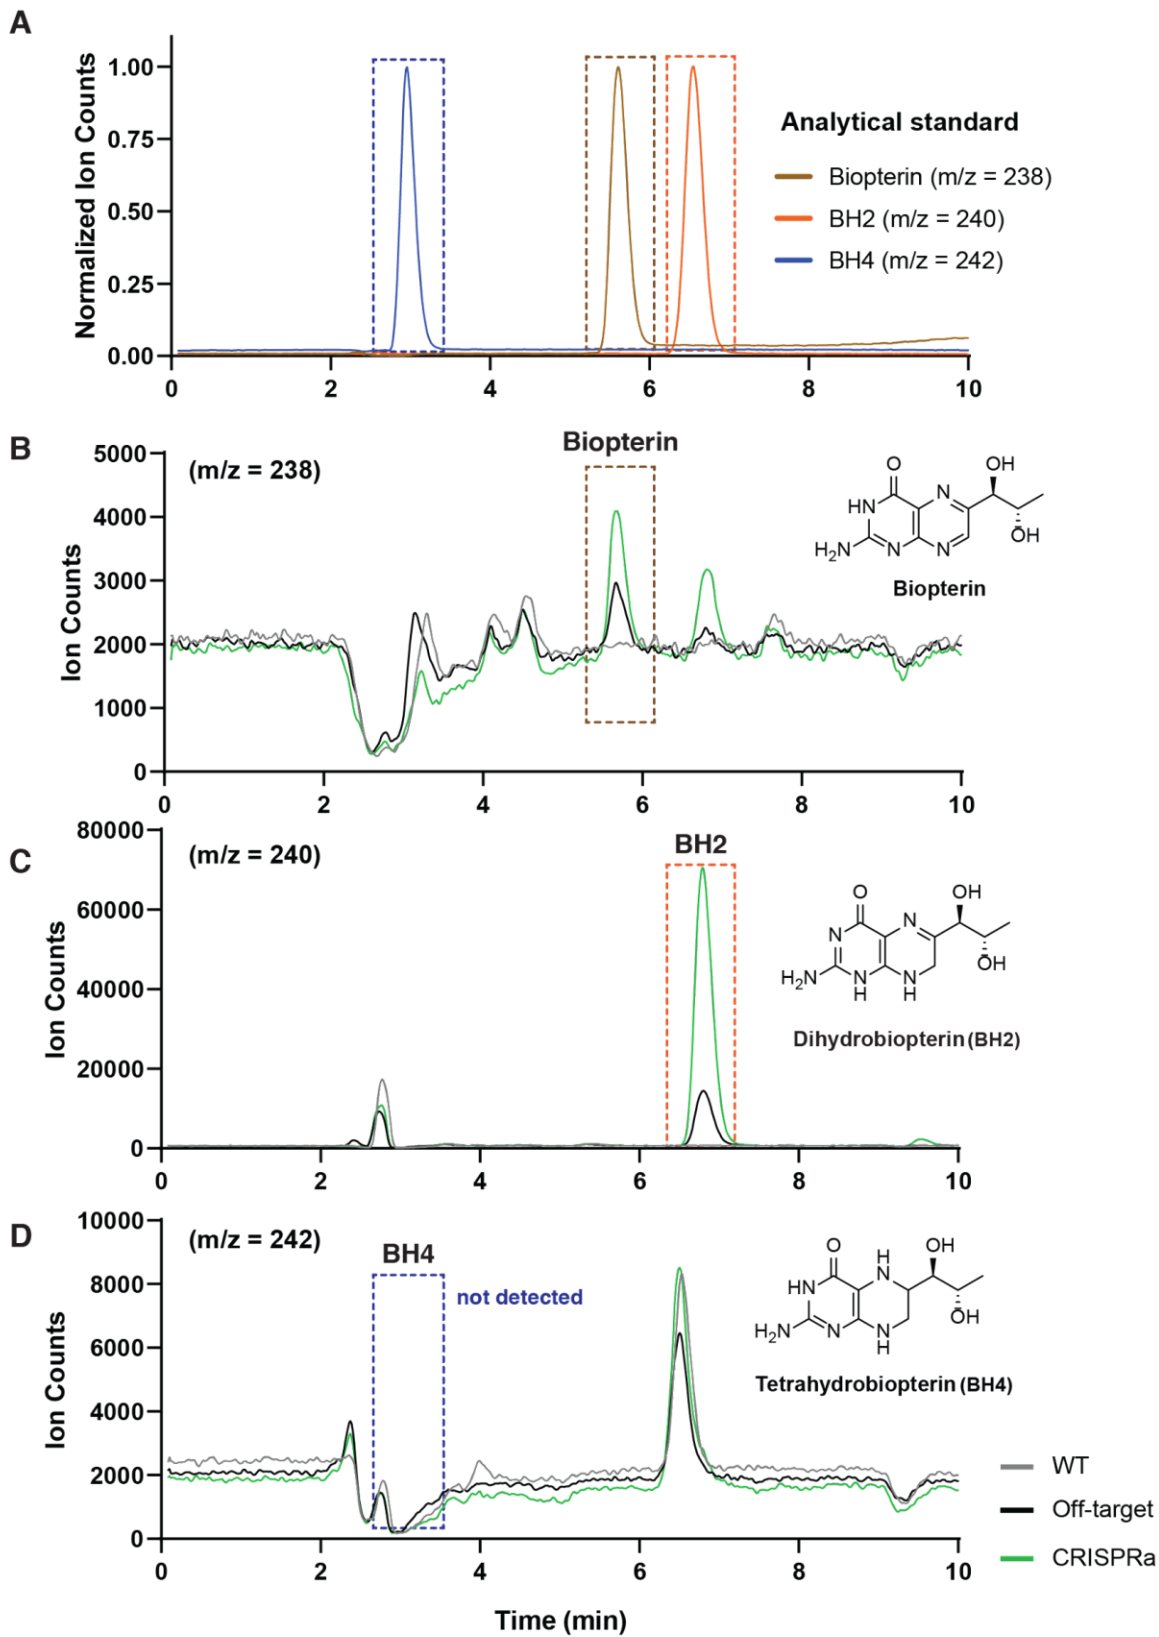 A
Normalized Ion Counts
1.00
0.75
0.50
0.25
0.00
0 2 4 6 8 10
Analytical standard
Biopterin (m/z = 238)
BH2 (m/z = 240)
BH4 (m/z = 242)
B
(m/z = 238)
Biopterin
Ion Counts
5000
4000
3000
2000
1000
0
0 2 4 6 8 10
O
OH
HN
N
H2N
N
N
OH
Biopterin
C
(m/z = 240)
BH2
Ion Counts
80000
60000
40000
20000
0
0 2 4 6 8 10
O
OH
N
N
H2N
N
H
N
H
OH
Dihydrobiopterin (BH2)
D
(m/z = 242)
BH4
not detected
Ion Counts
10000
8000
6000
4000
2000
0
0 2 4 6 8 10
O
H
N
OH
HN
H2N
N
N
H
OH
Tetrahydrobiopterin (BH4)
WT
Off-target
CRISPRa
Time (min)